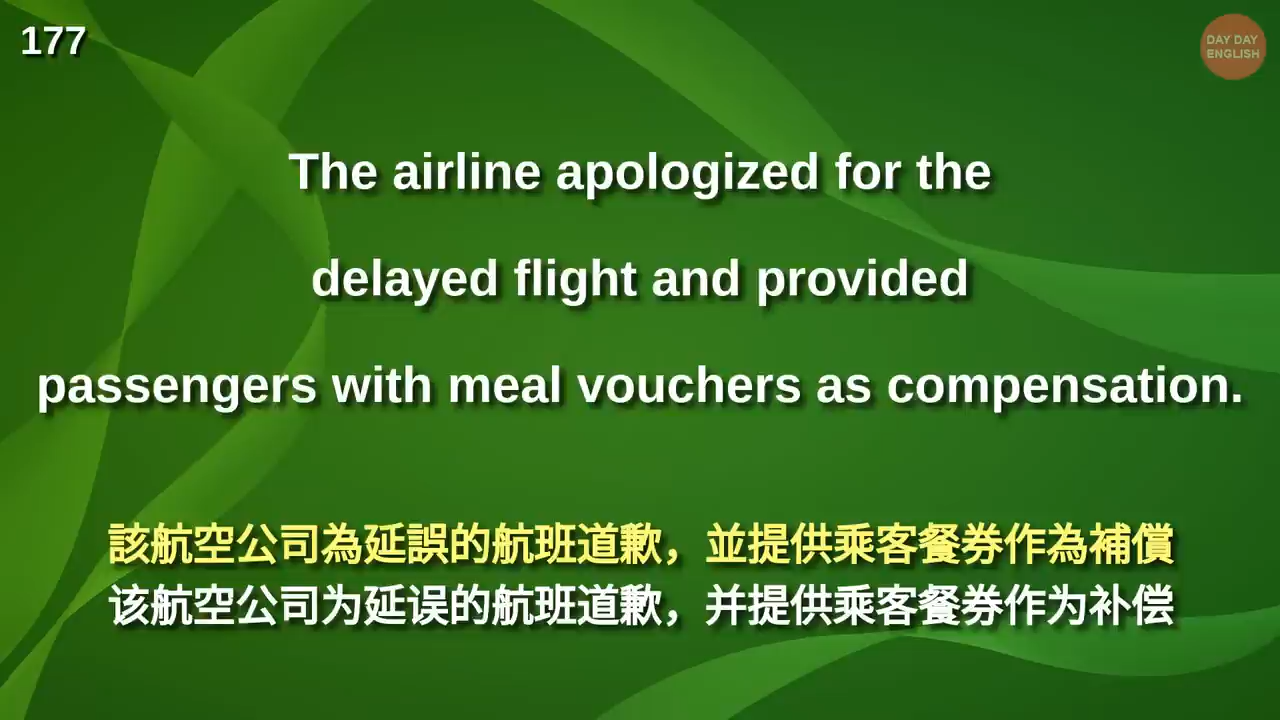 177
DAY DAY
ENGLISH
The airline apologized for the
delayed flight and provided
passengers with meal vouchers as compensation.
該航空公司為延誤的航班道歉，並提供乘客餐券作為補償
该航空公司为延误的航班道歉，并提供乘客餐券作为补偿